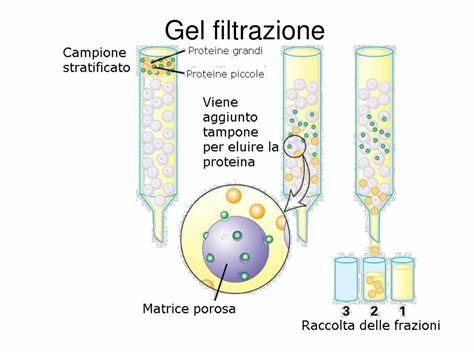 Gel filtrazione
Campione
stratificato
Proteine grandi
Proteine piccole.
Viene
aggiunto
tampone
per eluire la
proteina
Matrice porosa
3 2 1
Raccolta delle frazioni